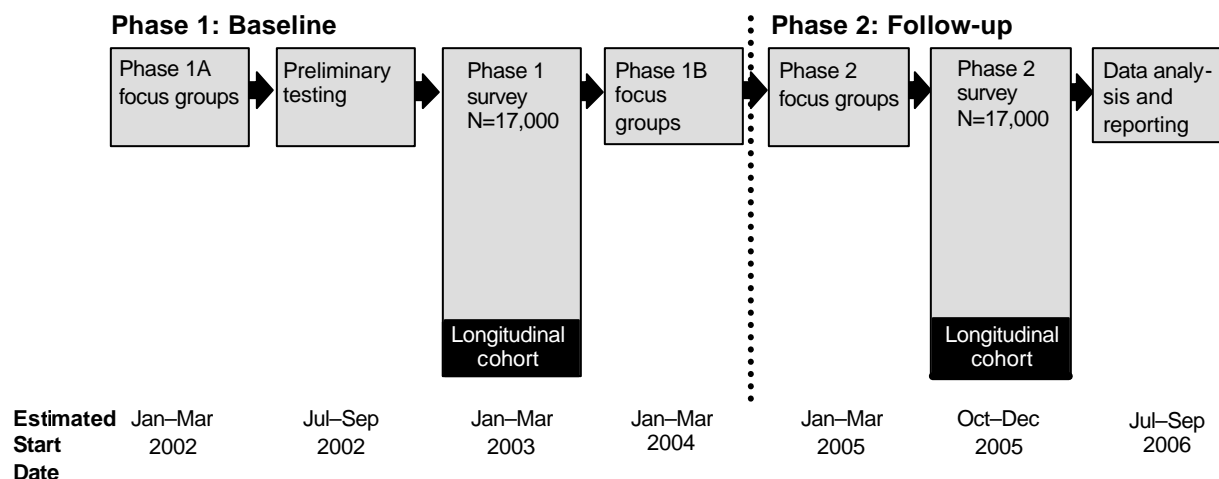 Phase 1: Baseline
Phase 2: Follow-up
Phase 1A
focus groups
Preliminary
testing
Phase 1
survey
N=17,000
Phase 1B
focus
groups
Phase 2
focus groups
Phase 2
survey
N=17,000
Data analy-
sis and
reporting
Longitudinal
cohort
Longitudinal
cohort
Estimated
Start
Date
Jan–Mar
2002
Jul–Sep
2002
Jan–Mar
2003
Jan–Mar
2004
Jan–Mar
2005
Oct–Dec
2005
Jul–Sep
2006